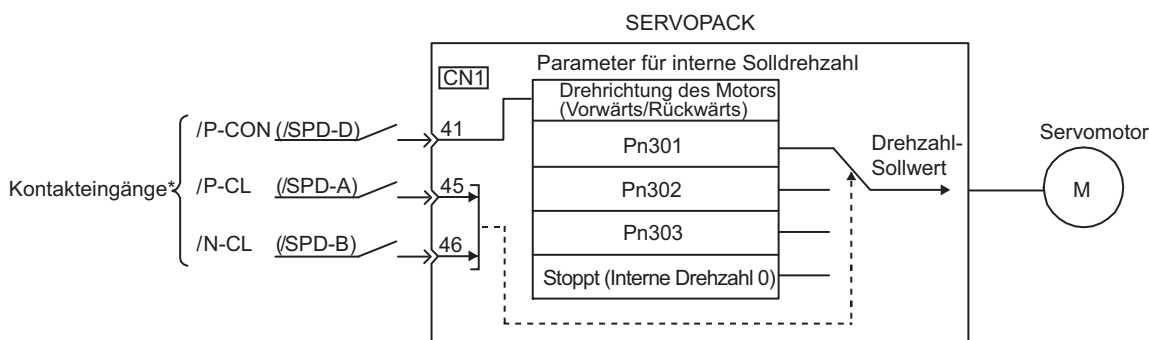 SERVOPACK
CN1
Parameter für interne Solldrehzahl
Drehrichtung des Motors
(Vorwärts/Rückwärts)
/P-CON (/SPD-D)
41
Pn301
Drehzahl-
Sollwert
Servomotor
Kontakteingänge*
/P-CL (/SPD-A)
45
Pn302
M
/N-CL (/SPD-B)
46
Pn303
Stoppt (Interne Drehzahl 0)